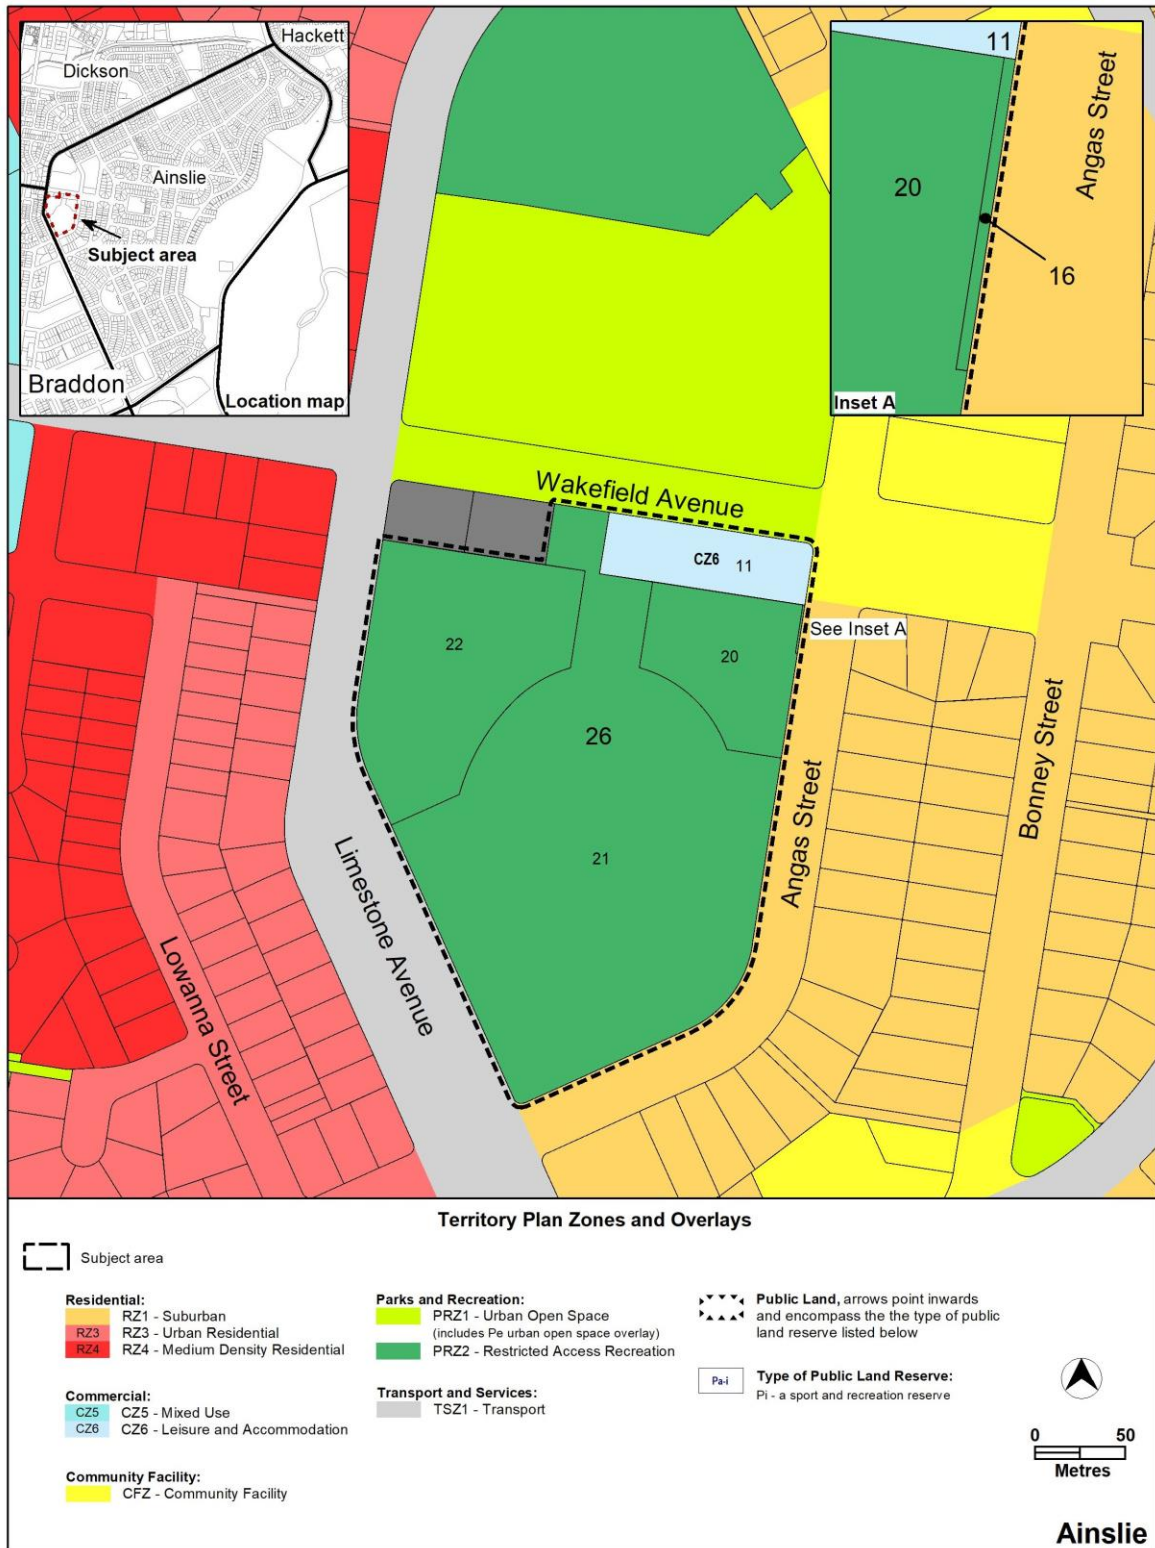 Hackett
Dickson
Ainslie
Subject area
Braddon
Location map
11
Angas Street
20
16
Inset A
Wakefield Avenue
CZ6 11
See Inset A
22
20
26
21
Angas Street
Bonney Street
Limestone Avenue
Lowanna Street
Territory Plan Zones and Overlays
Subject area
Residential:
RZ1 - Suburban
RZ3 RZ3 - Urban Residential
RZ4 RZ4 - Medium Density Residential
Commercial:
CZ5 CZ5 - Mixed Use
CZ6 CZ6 - Leisure and Accommodation
Community Facility:
CFZ - Community Facility
Parks and Recreation:
PRZ1 - Urban Open Space
(includes Pe urban open space overlay)
PRZ2 - Restricted Access Recreation
Transport and Services:
TSZ1 - Transport
Public Land, arrows point inwards
and encompass the the type of public
land reserve listed below
Pa-i
Type of Public Land Reserve:
Pi - a sport and recreation reserve
0 50
Metres
Ainslie